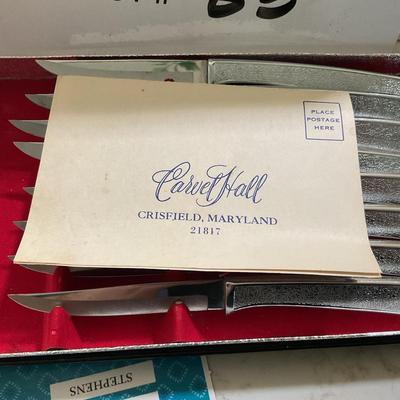 PLACE
POSTAGE
HERE
Carvel Hall
CRISFIELD, MARYLAND
21817
STEPHENS